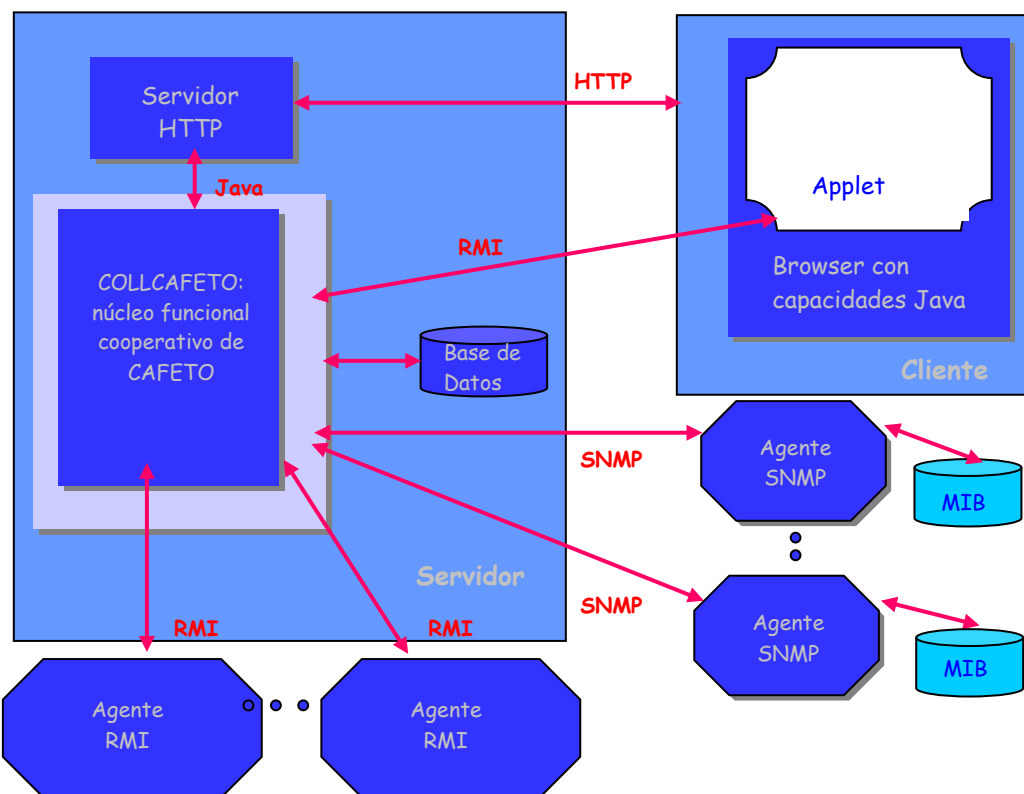 Servidor
HTTP
HTTP
Java
Applet
RMI
COLLCAFETO:
núcleo funcional
cooperativo de
CAFETO
Browser con
capacidades Java
Base de
Datos
Cliente
SNMP
Agente
SNMP
MIB
Servidor
SNMP
Agente
SNMP
MIB
RMI
RMI
Agente
RMI
Agente
RMI